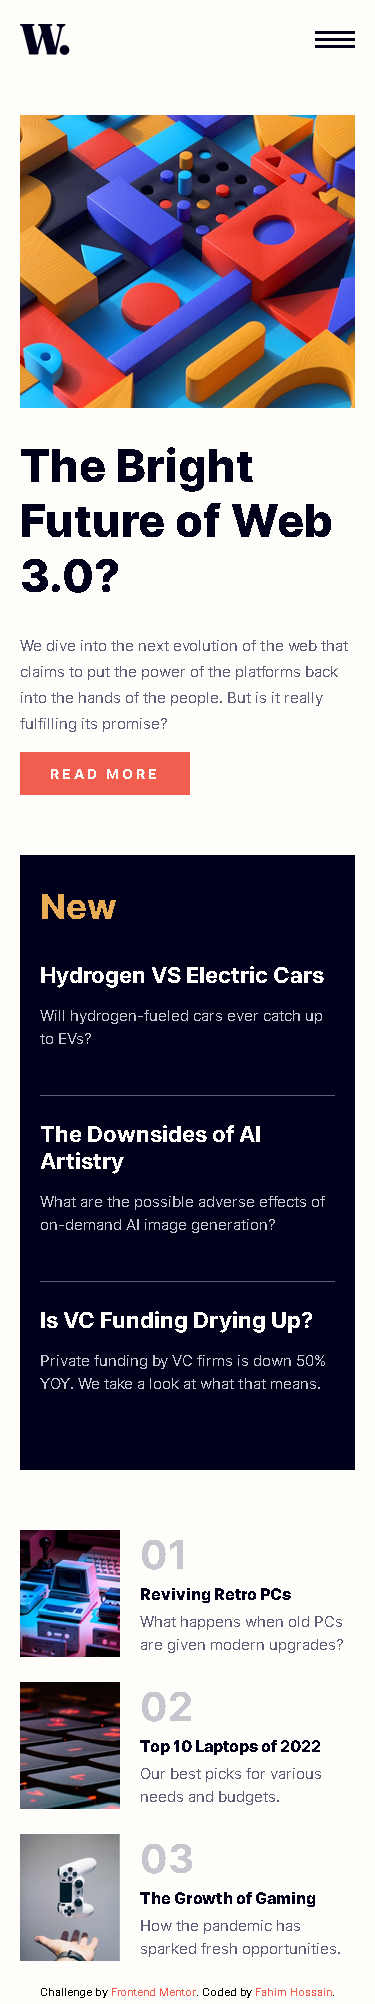 W.
The Bright
Future of Web
3.0?
We dive into the next evolution of the web that
claims to put the power of the platforms back
into the hands of the people. But is it really
fulfilling its promise?
READ MORE
New
Hydrogen VS Electric Cars
Will hydrogen-fueled cars ever catch up
to EVs?
The Downsides of AI
Artistry
What are the possible adverse effects of
on-demand AI image generation?
Is VC Funding Drying Up?
Private funding by VC firms is down 50%
YOY. We take a look at what that means.
01
Reviving Retro PCs
What happens when old PCs
are given modern upgrades?
02
Top 10 Laptops of 2022
Our best picks for various
needs and budgets.
03
The Growth of Gaming
How the pandemic has
sparked fresh opportunities.
Challenge by Frontend Mentor. Coded by Fahim Hossain.